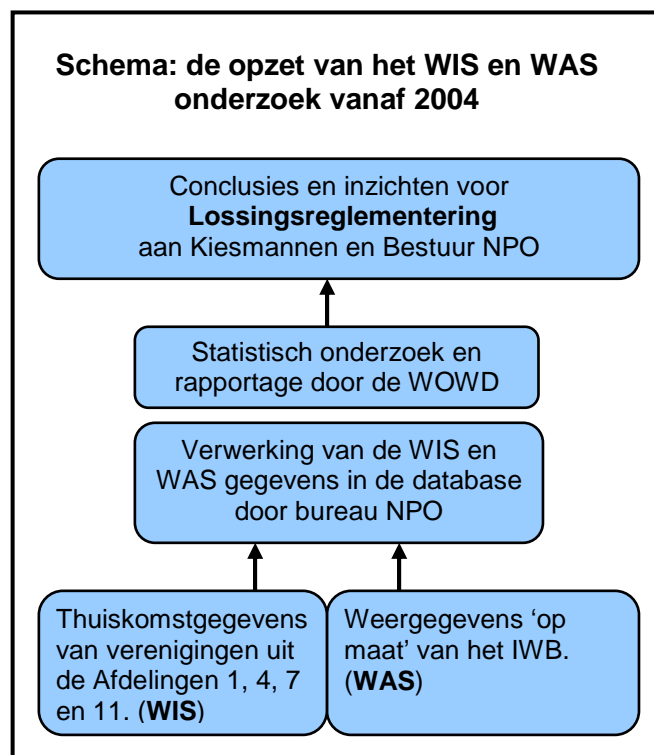 Schema: de opzet van het WIS en WAS
onderzoek vanaf 2004
Conclusies en inzichten voor
Lossingsreglementering
aan Kiesmannen en Bestuur NPO
Statistisch onderzoek en
rapportage door de WOWD
Verwerking van de WIS en
WAS gegevens in de database
door bureau NPO
Thuiskomstgegevens
van verenigingen uit
de Afdelingen 1, 4, 7
en 11. (WIS)
Weergegevens ‘op
maat’ van het IWB.
(WAS)